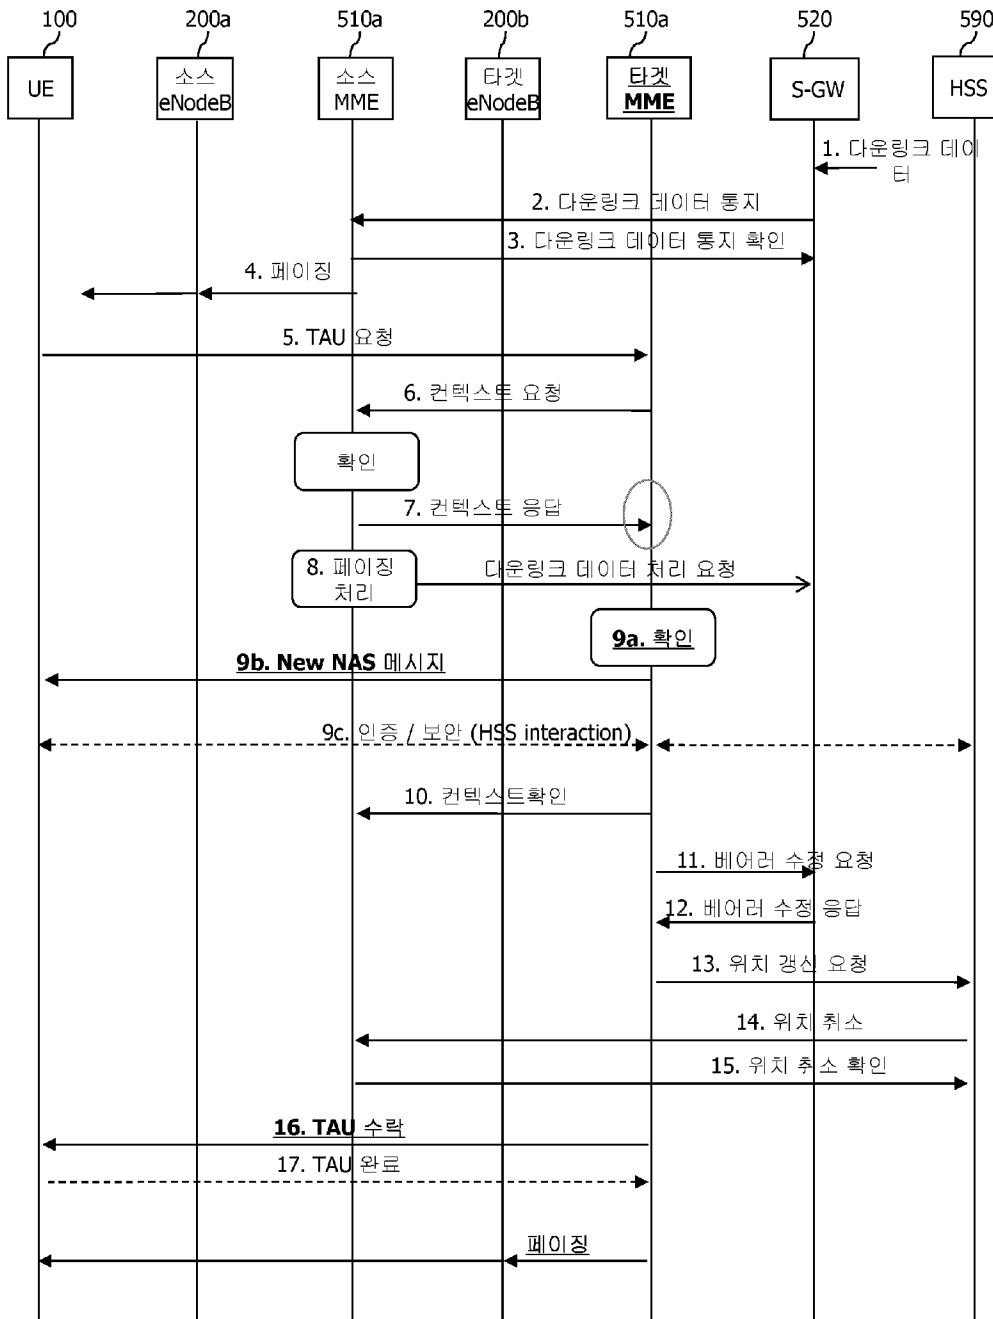 100 200a 510a 200b 510a 520 590
UE
소스
eNodeB
소스
MME
타겟
eNodeB
타겟
MME
S-GW
HSS
1. 다운링크 데이
터
2. 다운링크 데이터 통지
3. 다운링크 데이터 통지 확인
4. 페이징
5. TAU 요청
6. 컨텍스트 요청
확인
7. 컨텍스트 응답
8. 페이징
처리
다운링크 데이터 처리 요청
9a. 확인
9b. New NAS 메시지
9c. 인증 / 보안 (HSS interaction)
10. 컨텍스트확인
11. 베어러 수정 요청
12. 베어러 수정 응답
13. 위치 갱신 요청
14. 위치 취소
15. 위치 취소 확인
16. TAU 수락
17. TAU 완료
페이징